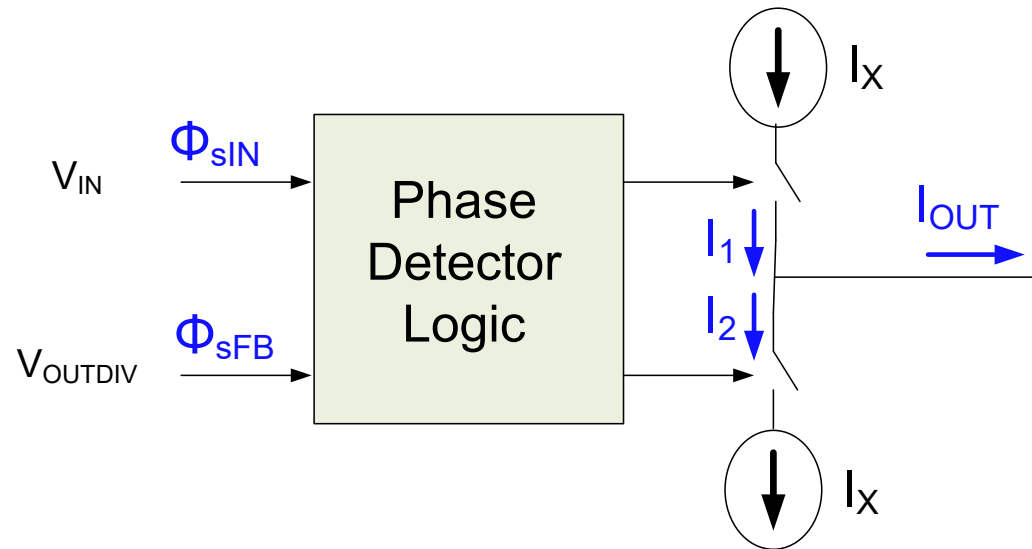 I_X
Φ_sIN
V_IN
Phase
Detector
Logic
I_1
I_OUT
I_2
Φ_sFB
V_OUTDIV
I_X